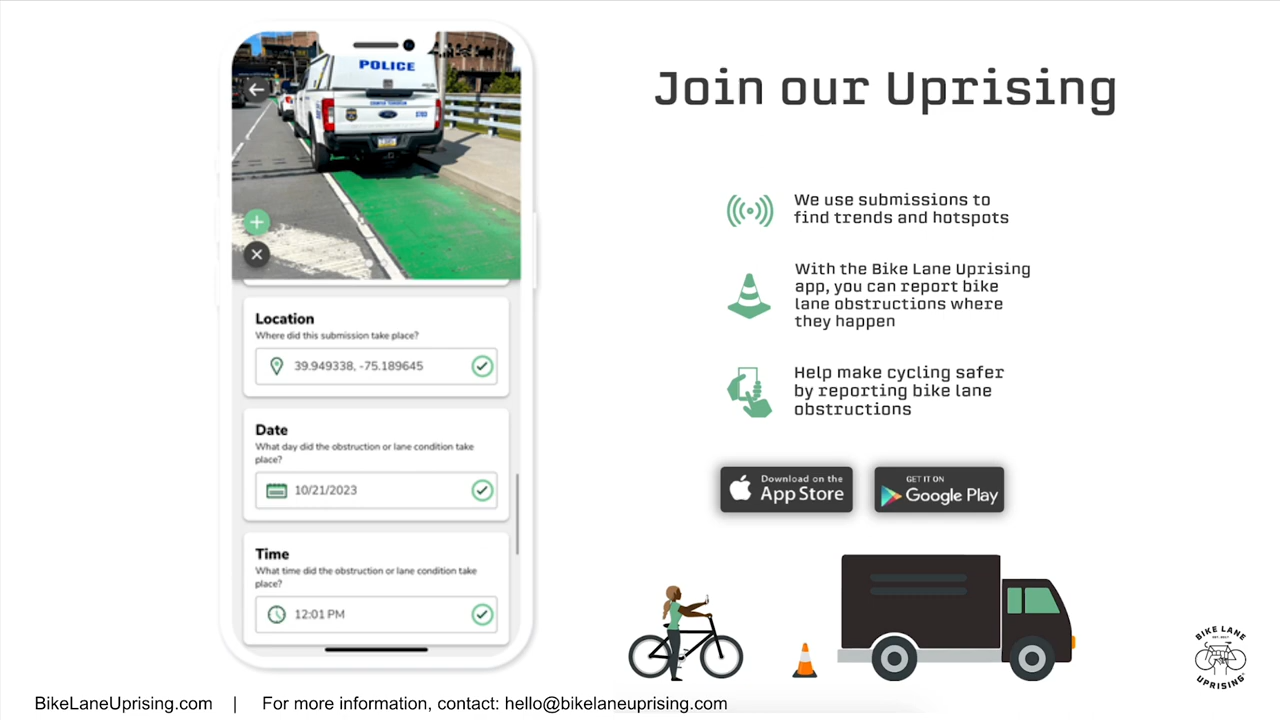 POLICE
COUNTER TERRORISM
Ford
Location
Where did this submission take place?
39.949338, -75.189645
Date
What day did the obstruction or lane condition take
place?
10/21/2023
Time
What time did the obstruction or lane condition take
place?
12:01 PM
Join our Uprising
We use submissions to
find trends and hotspots
With the Bike Lane Uprising
app, you can report bike
lane obstructions where
they happen
Help make cycling safer
by reporting bike lane
obstructions
Download on the
App Store
GET IT ON
Google Play
BIKE LANE
EST. 2017
UPRISING
BikeLaneUprising.com | For more information, contact: hello@bikelaneuprising.com